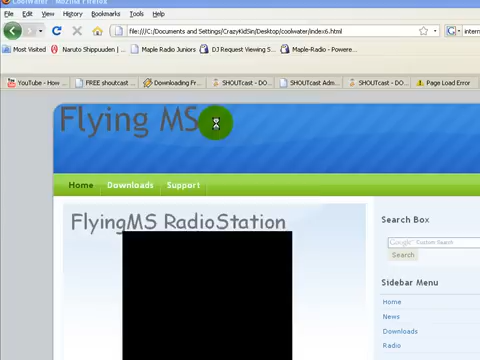 CoolWater
File Edit View History Bookmarks Tools Help
file:///C:/Documents and Settings/CrazyKidSin/Desktop/coolwater/index6.html
Most Visited Naruto Shippuuden Maple Radio Juniors DJ Request Viewing S... Maple-Radio - Powere...
YouTube - How FREE shoutcast Downloading Fr SHOUTcast - DO SHOUTcast Adm SHOUTcast - DO Page Load Error
Flying MS
Home Downloads Support
FlyingMS RadioStation
Search Box
Google™ Custom Search
Search
Sidebar Menu
Home
News
Downloads
Radio